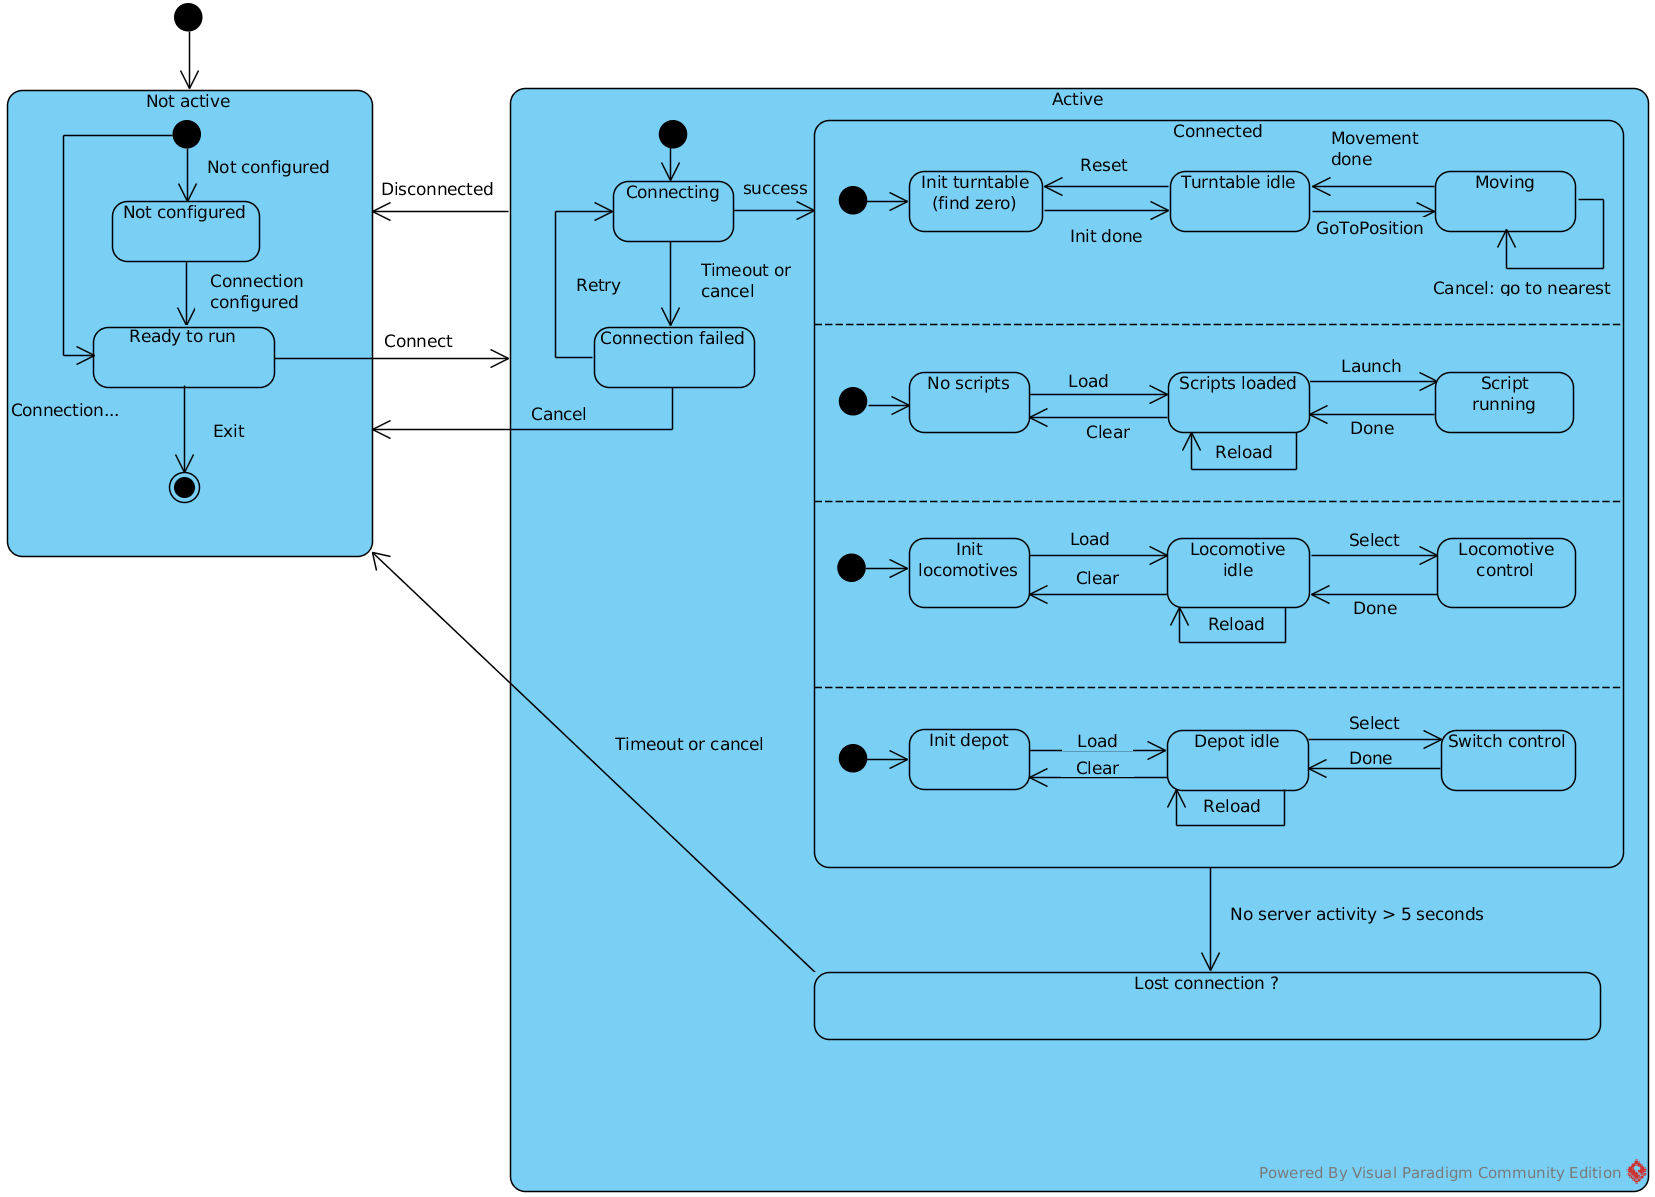 Not active
Not configured
Not configured
Connection
configured
Ready to run
Connection...
Exit
Disconnected
Connect
Cancel
Active
Connecting
success
Retry
Timeout or
cancel
Connection failed
Connected
Init turntable
(find zero)
Reset
Init done
Turntable idle
Movement
done
GoToPosition
Moving
Cancel: go to nearest
No scripts
Load
Clear
Scripts loaded
Reload
Launch
Done
Script
running
Init
locomotives
Load
Clear
Locomotive
idle
Reload
Select
Done
Locomotive
control
Init depot
Load
Clear
Depot idle
Reload
Select
Done
Switch control
Timeout or cancel
No server activity > 5 seconds
Lost connection ?
Powered By Visual Paradigm Community Edition